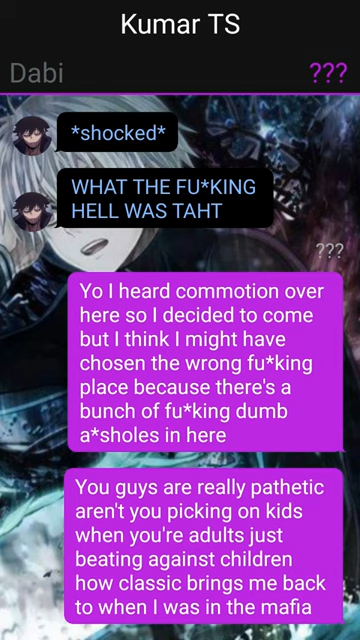 Kumar TS
Dabi
???
*shocked*
WHAT THE FU*KING
HELL WAS TAHT
???
Yo I heard commotion over
here so I decided to come
but I think I might have
chosen the wrong fu*king
place because there's a
bunch of fu*king dumb
a*sholes in here
You guys are really pathetic
aren't you picking on kids
when you're adults just
beating against children
how classic brings me back
to when I was in the mafia